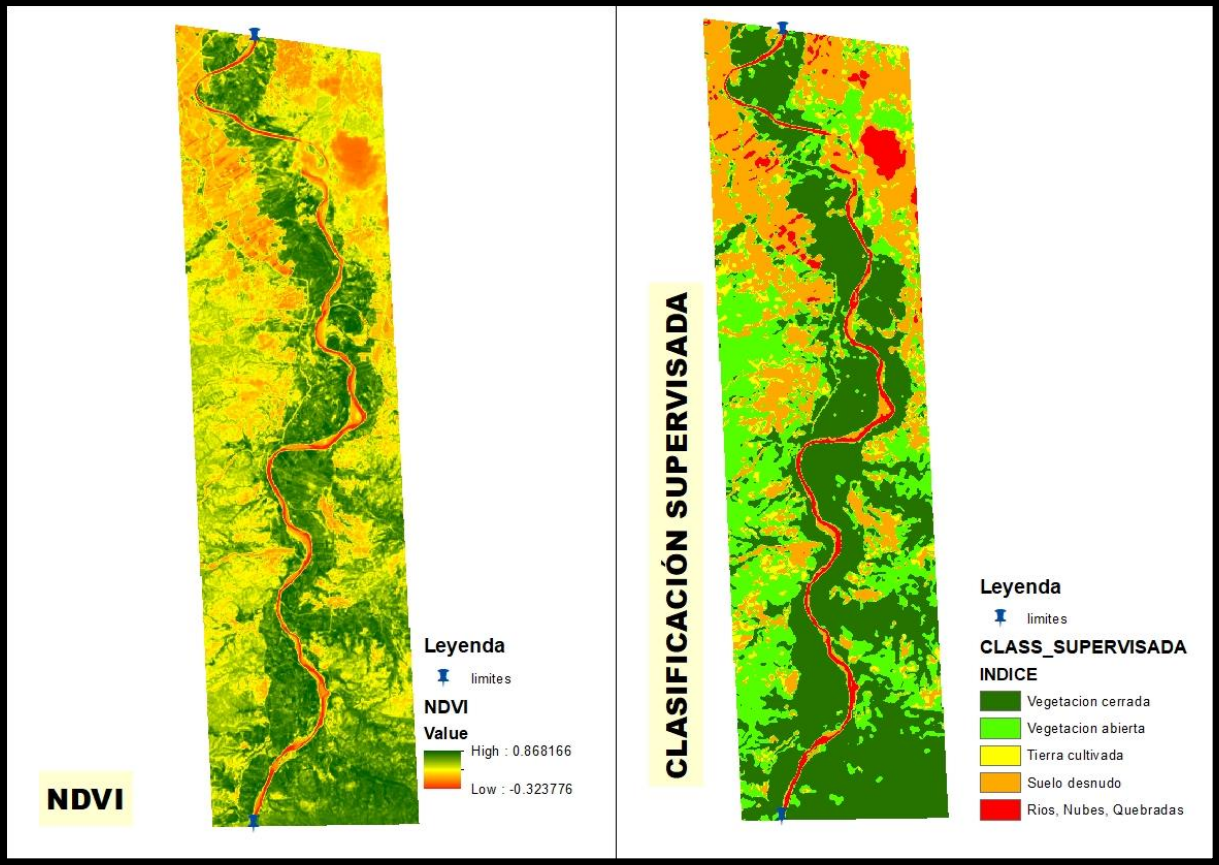 NDVI
Leyenda
limites
NDVI
Value
High : 0.868166
Low : -0.323776
CLASIFICACIÓN SUPERVISADA
Leyenda
limites
CLASS_SUPERVISADA
INDICE
Vegetacion cerrada
Vegetacion abierta
Tierra cultivada
Suelo desnudo
Rios, Nubes, Quebradas